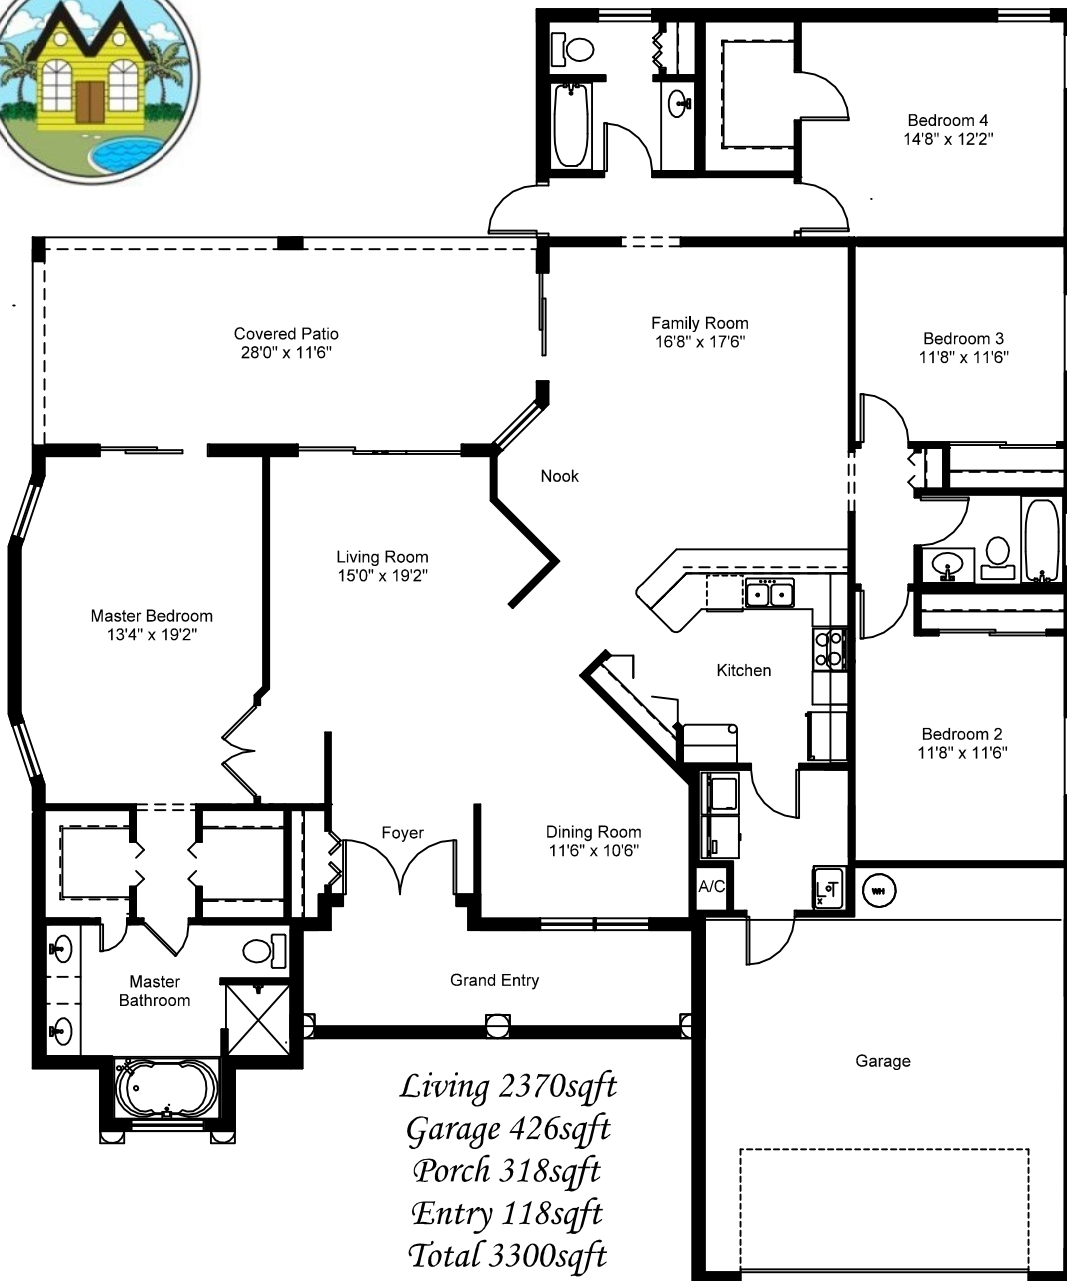 Bedroom 4
14'8" x 12'2"
Covered Patio
28'0" x 11'6"
Family Room
16'8" x 17'6"
Bedroom 3
11'8" x 11'6"
Nook
Living Room
15'0" x 19'2"
Master Bedroom
13'4" x 19'2"
Kitchen
Bedroom 2
11'8" x 11'6"
Foyer
Dining Room
11'6" x 10'6"
A/C
LT
WH
Master
Bathroom
Grand Entry
Garage
Living 2370sqft
Garage 426sqft
Porch 318sqft
Entry 118sqft
Total 3300sqft